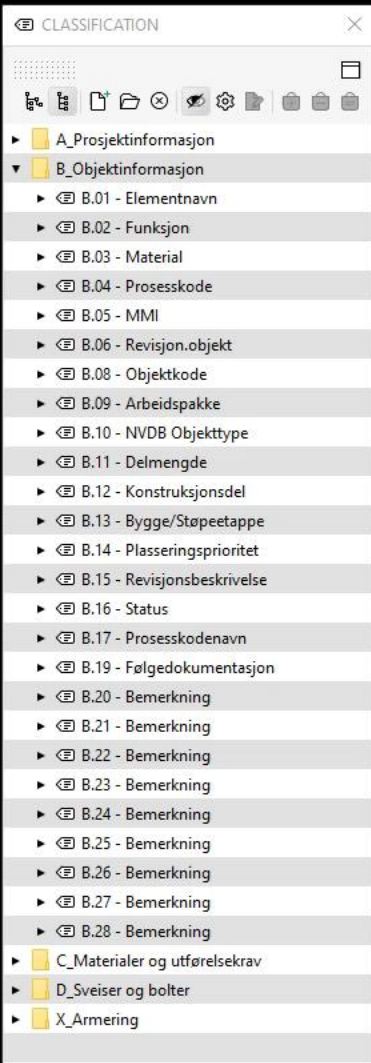 CLASSIFICATION
A_Prosjektinformasjon
B_Objektinformasjon
B.01 - Elementnavn
B.02 - Funksjon
B.03 - Material
B.04 - Prosesskode
B.05 - MMI
B.06 - Revisjon.objekt
B.08 - Objektkode
B.09 - Arbeidspakke
B.10 - NVDB Objekttype
B.11 - Delmengde
B.12 - Konstruksjonsdel
B.13 - Bygge/Støpeetappe
B.14 - Plasseringsprioritet
B.15 - Revisjonsbeskrivelse
B.16 - Status
B.17 - Prosesskodenavn
B.19 - Følgedokumentasjon
B.20 - Bemerkning
B.21 - Bemerkning
B.22 - Bemerkning
B.23 - Bemerkning
B.24 - Bemerkning
B.25 - Bemerkning
B.26 - Bemerkning
B.27 - Bemerkning
B.28 - Bemerkning
C_Materialer og utførelsekrav
D_Sveiser og bolter
X_Armering